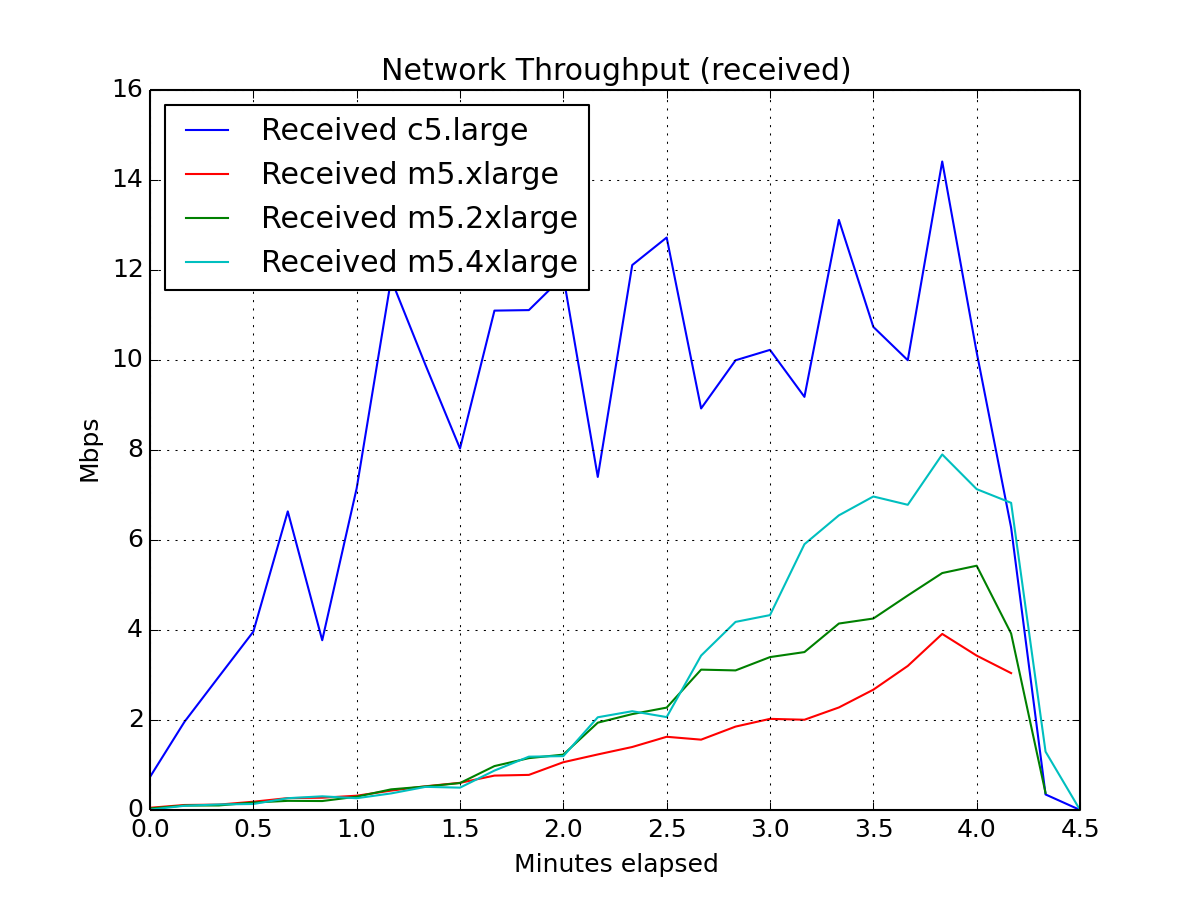 Network Throughput (received)
16
14
12
10
8
6
4
2
0
Mbps
Received c5.large
Received m5.xlarge
Received m5.2xlarge
Received m5.4xlarge
0.0 0.5 1.0 1.5 2.0 2.5 3.0 3.5 4.0 4.5
Minutes elapsed